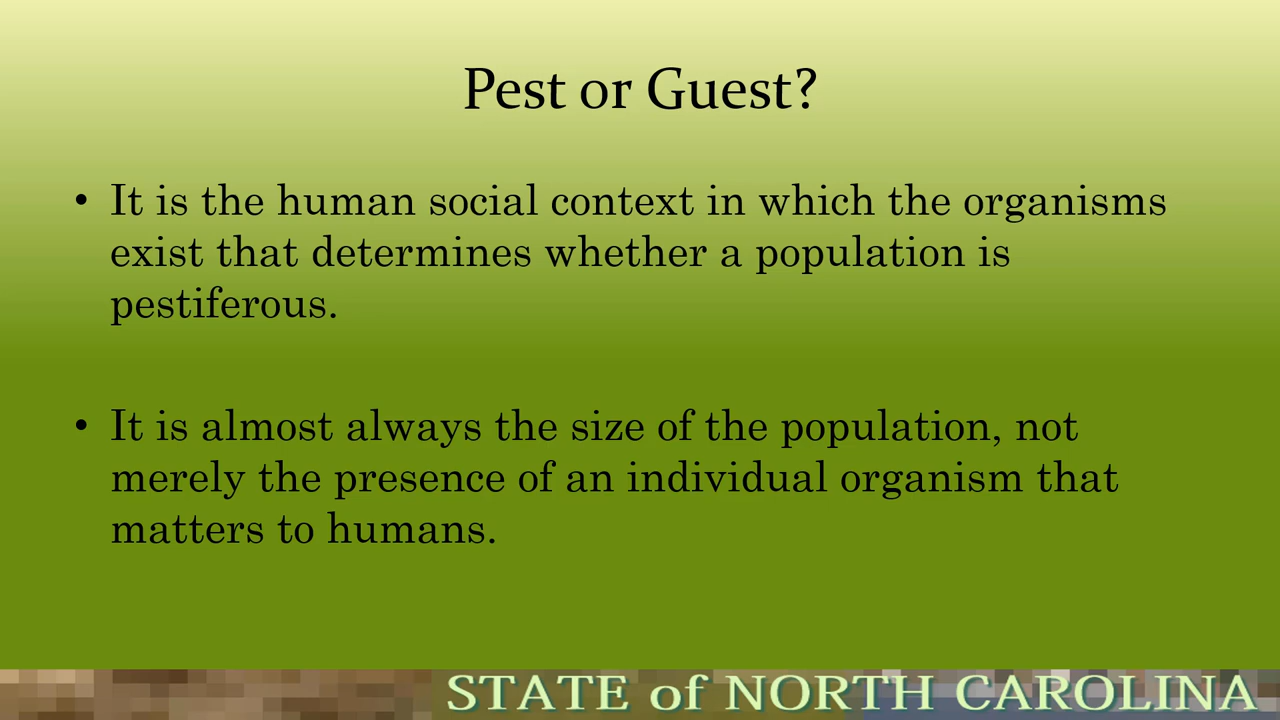 Pest or Guest?
• It is the human social context in which the organisms
exist that determines whether a population is
pestiferous.
• It is almost always the size of the population, not
merely the presence of an individual organism that
matters to humans.
STATE of NORTH CAROLINA